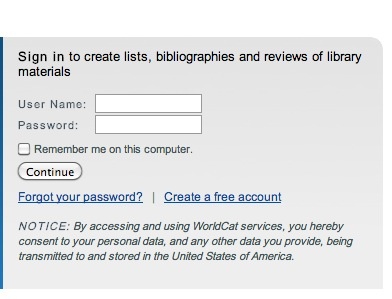 Sign in to create lists, bibliographies and reviews of library
materials
User Name:
Password:
Remember me on this computer.
Continue
Forgot your password? | Create a free account
NOTICE: By accessing and using WorldCat services, you hereby
consent to your personal data, and any other data you provide, being
transmitted to and stored in the United States of America.